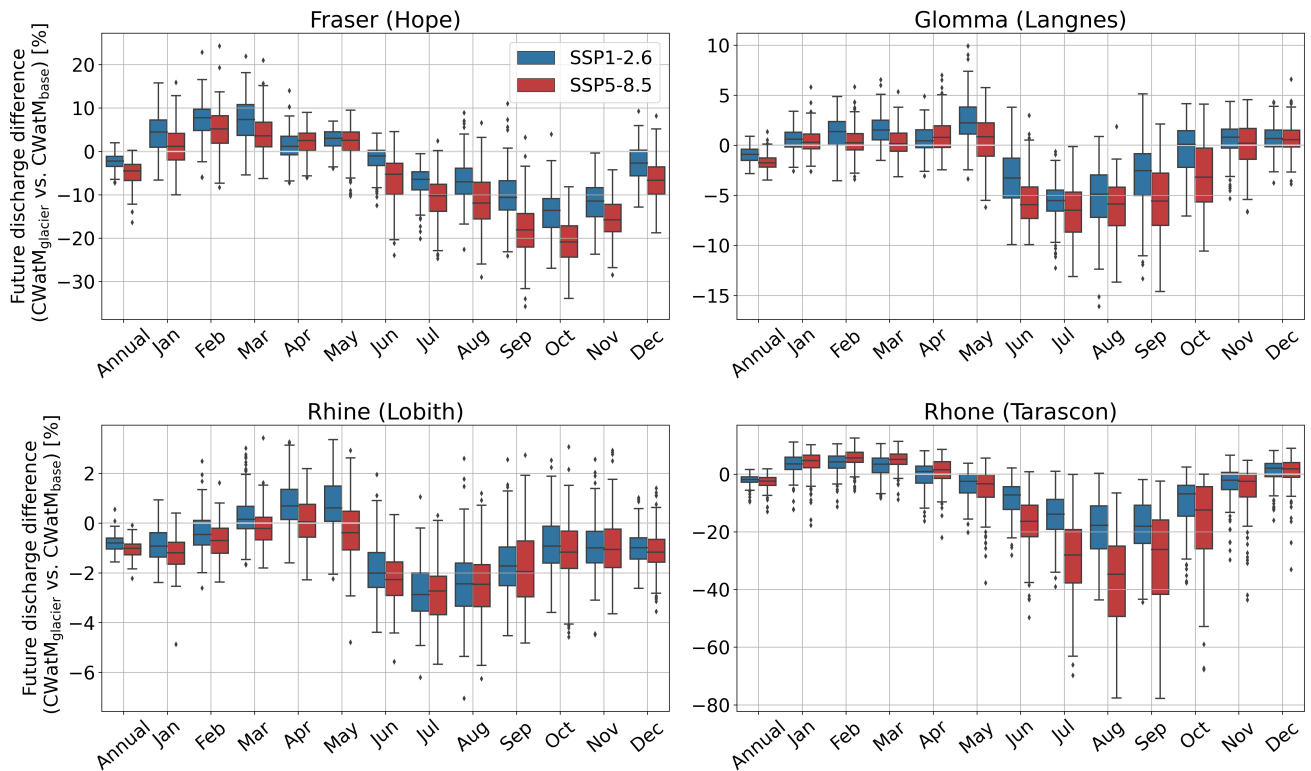 Fraser (Hope)
Future discharge difference
(CWatM_glacier vs. CWatM_base) [%]
20
10
0
−10
−20
−30
SSP1-2.6
SSP5-8.5
Annual Jan Feb Mar Apr May Jun Jul Aug Sep Oct Nov Dec
Glomma (Langnes)
10
5
0
−5
−10
−15
Annual Jan Feb Mar Apr May Jun Jul Aug Sep Oct Nov Dec
Rhine (Lobith)
Future discharge difference
(CWatM_glacier vs. CWatM_base) [%]
2
0
−2
−4
−6
Annual Jan Feb Mar Apr May Jun Jul Aug Sep Oct Nov Dec
Rhone (Tarascon)
0
−20
−40
−60
−80
Annual Jan Feb Mar Apr May Jun Jul Aug Sep Oct Nov Dec